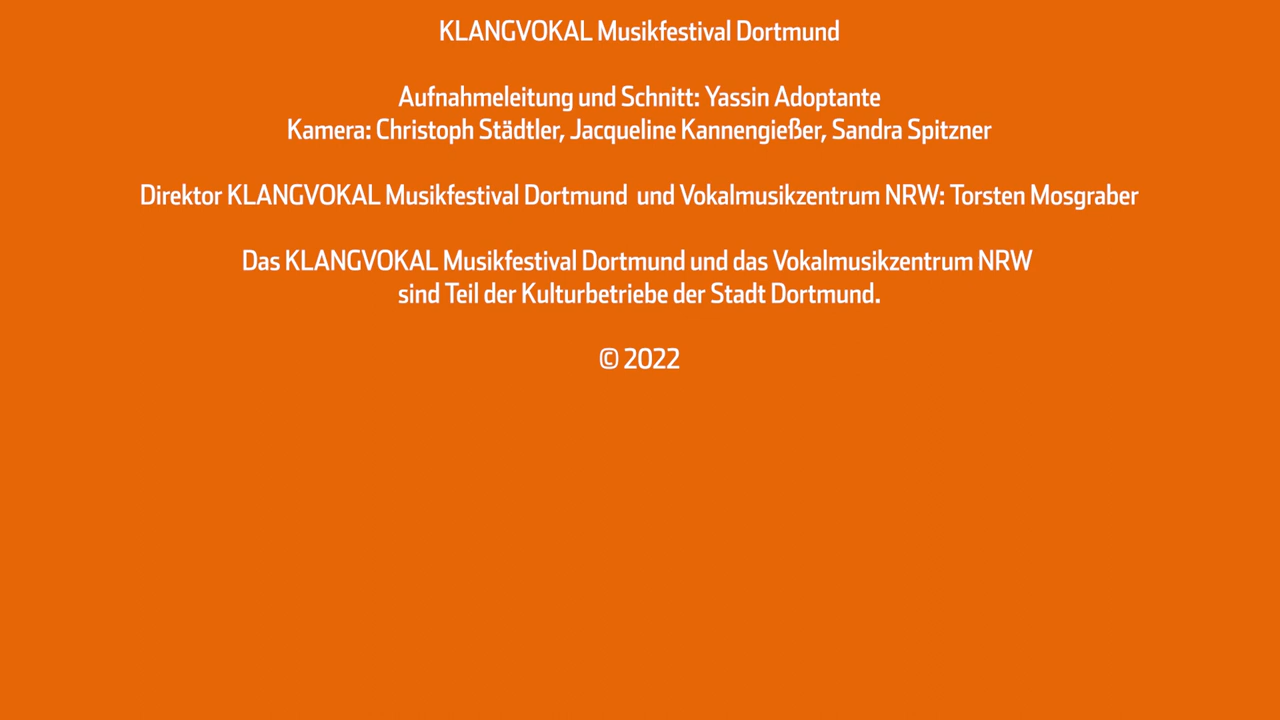 KLANGVOKAL Musikfestival Dortmund
Aufnahmeleitung und Schnitt: Yassin Adoptante
Kamera: Christoph Städtler, Jacqueline Kannengießer, Sandra Spitzner
Direktor KLANGVOKAL Musikfestival Dortmund  und Vokalmusikzentrum NRW: Torsten Mosgraber
Das KLANGVOKAL Musikfestival Dortmund und das Vokalmusikzentrum NRW
sind Teil der Kulturbetriebe der Stadt Dortmund.
© 2022